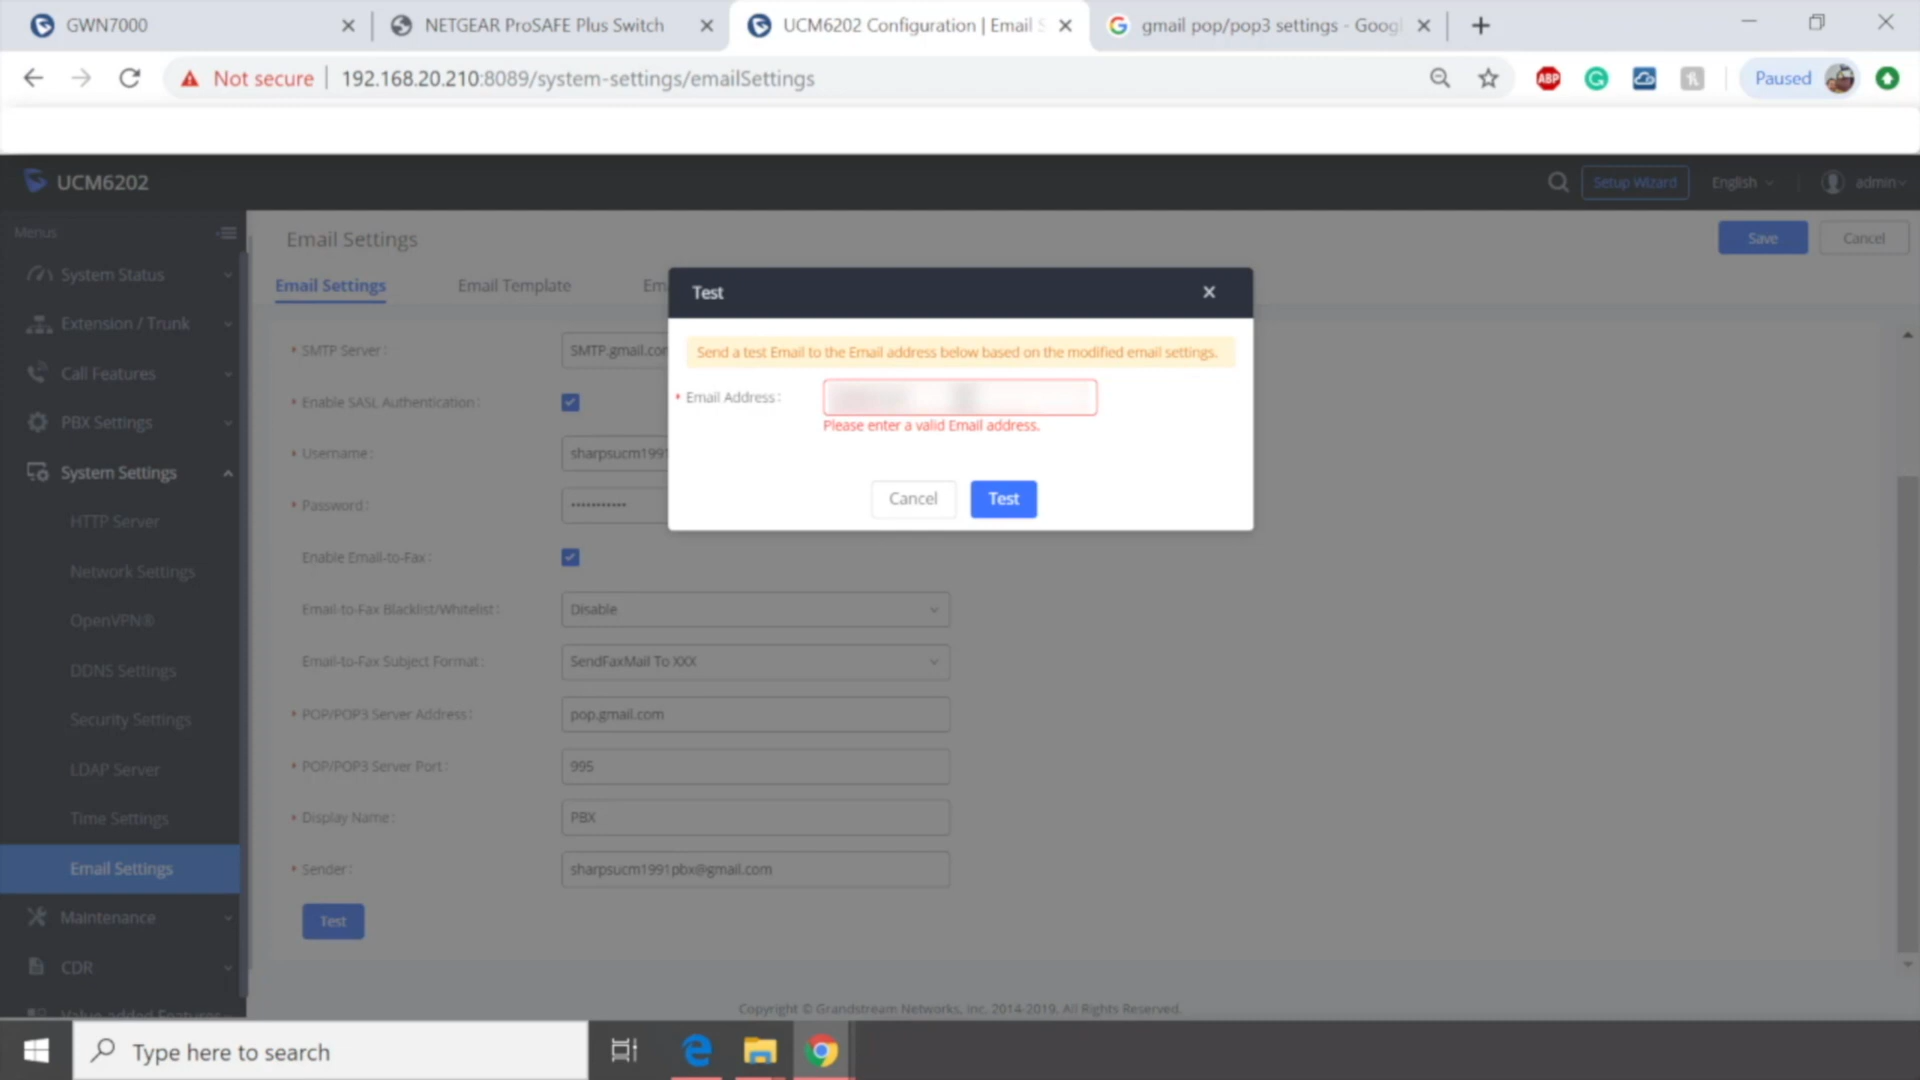 GWN7000
NETGEAR ProSAFE Plus Switch
UCM6202 Configuration | Email S
gmail pop/pop3 settings - Googl
Not secure
192.168.20.210:8089/system-settings/emailSettings
ABP
Paused
UCM6202
Setup Wizard
English
admin
Menus
System Status
Extension / Trunk
Call Features
PBX Settings
System Settings
HTTP Server
Network Settings
OpenVPN®
DDNS Settings
Security Settings
LDAP Server
Time Settings
Email Settings
Maintenance
CDR
Value-added Features
Email Settings
Save
Cancel
Email Settings
Email Template
Em
* SMTP Server :
SMTP.gmail.com
* Enable SASL Authentication :
* Username :
sharpsucm1991
* Password :
Enable Email-to-Fax :
Email-to-Fax Blacklist/Whitelist :
Disable
Email-to-Fax Subject Format :
SendFaxMail To XXX
* POP/POP3 Server Address :
pop.gmail.com
* POP/POP3 Server Port :
995
* Display Name :
PBX
* Sender :
sharpsucm1991pbx@gmail.com
Test
Test
Send a test Email to the Email address below based on the modified email settings.
* Email Address :
Please enter a valid Email address.
Cancel
Test
Copyright © Grandstream Networks, Inc. 2014-2019. All Rights Reserved.
Type here to search